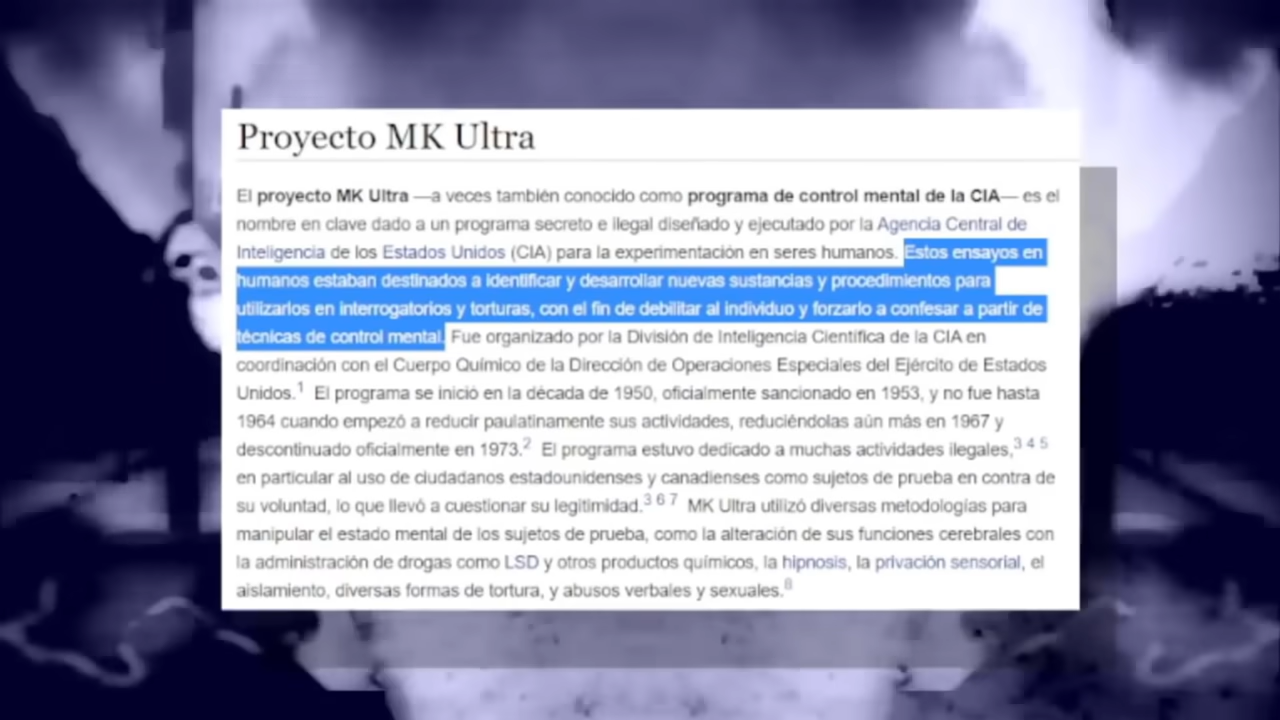 Proyecto MK Ultra
El proyecto MK Ultra —a veces también conocido como programa de control mental de la CIA— es el
nombre en clave dado a un programa secreto e ilegal diseñado y ejecutado por la Agencia Central de
Inteligencia de los Estados Unidos (CIA) para la experimentación en seres humanos. Estos ensayos en
humanos estaban destinados a identificar y desarrollar nuevas sustancias y procedimientos para
utilizarlos en interrogatorios y torturas, con el fin de debilitar al individuo y forzarlo a confesar a partir de
técnicas de control mental. Fue organizado por la División de Inteligencia Científica de la CIA en
coordinación con el Cuerpo Químico de la Dirección de Operaciones Especiales del Ejército de Estados
Unidos.1 El programa se inició en la década de 1950, oficialmente sancionado en 1953, y no fue hasta
1964 cuando empezó a reducir paulatinamente sus actividades, reduciéndolas aún más en 1967 y
descontinuado oficialmente en 1973.2 El programa estuvo dedicado a muchas actividades ilegales,3 4 5
en particular al uso de ciudadanos estadounidenses y canadienses como sujetos de prueba en contra de
su voluntad, lo que llevó a cuestionar su legitimidad.3 6 7 MK Ultra utilizó diversas metodologías para
manipular el estado mental de los sujetos de prueba, como la alteración de sus funciones cerebrales con
la administración de drogas como LSD y otros productos químicos, la hipnosis, la privación sensorial, el
aislamiento, diversas formas de tortura, y abusos verbales y sexuales.8